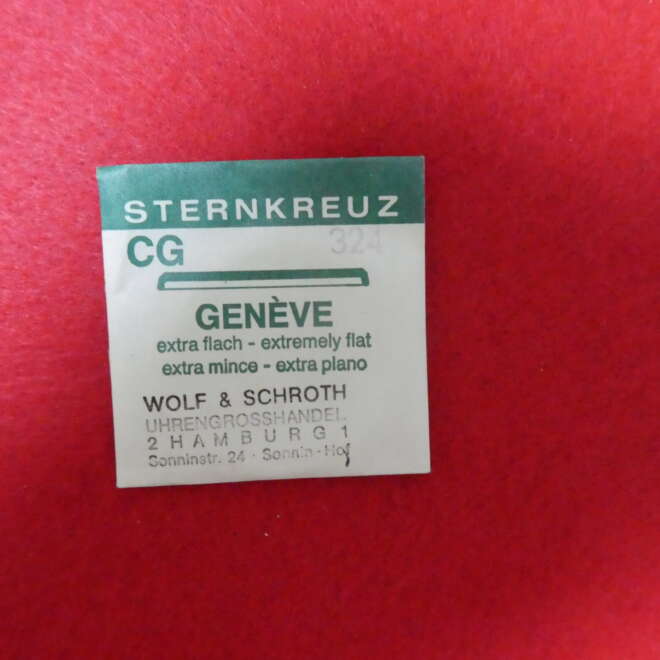 STERNKREUZ
CG 324
GENÈVE
extra flach - extremely flat
extra mince - extra plano
WOLF & SCHROTH
UHRENGROSSHANDEL
2 HAMBURG 1
Sonninstr. 24 · Sonnin-Hof